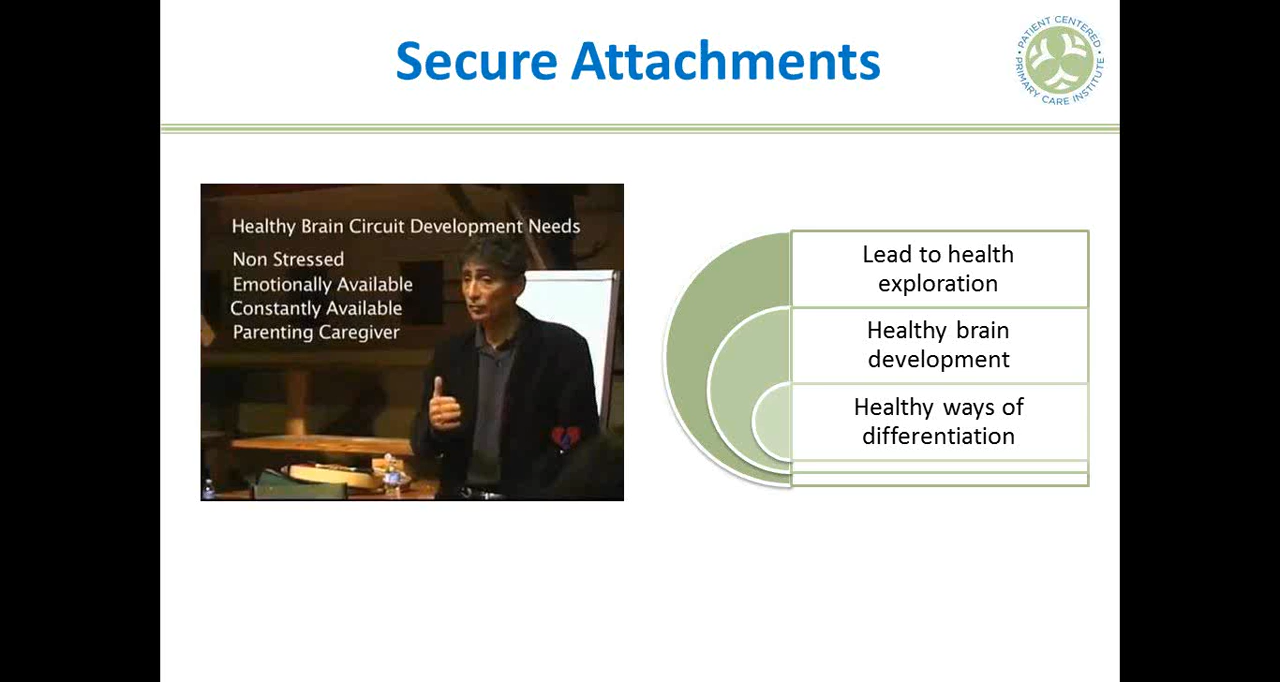 Secure Attachments
PATIENT CENTERED
PRIMARY CARE INSTITUTE
Healthy Brain Circuit Development Needs
Non Stressed
Emotionally Available
Constantly Available
Parenting Caregiver
Lead to health
exploration
Healthy brain
development
Healthy ways of
differentiation